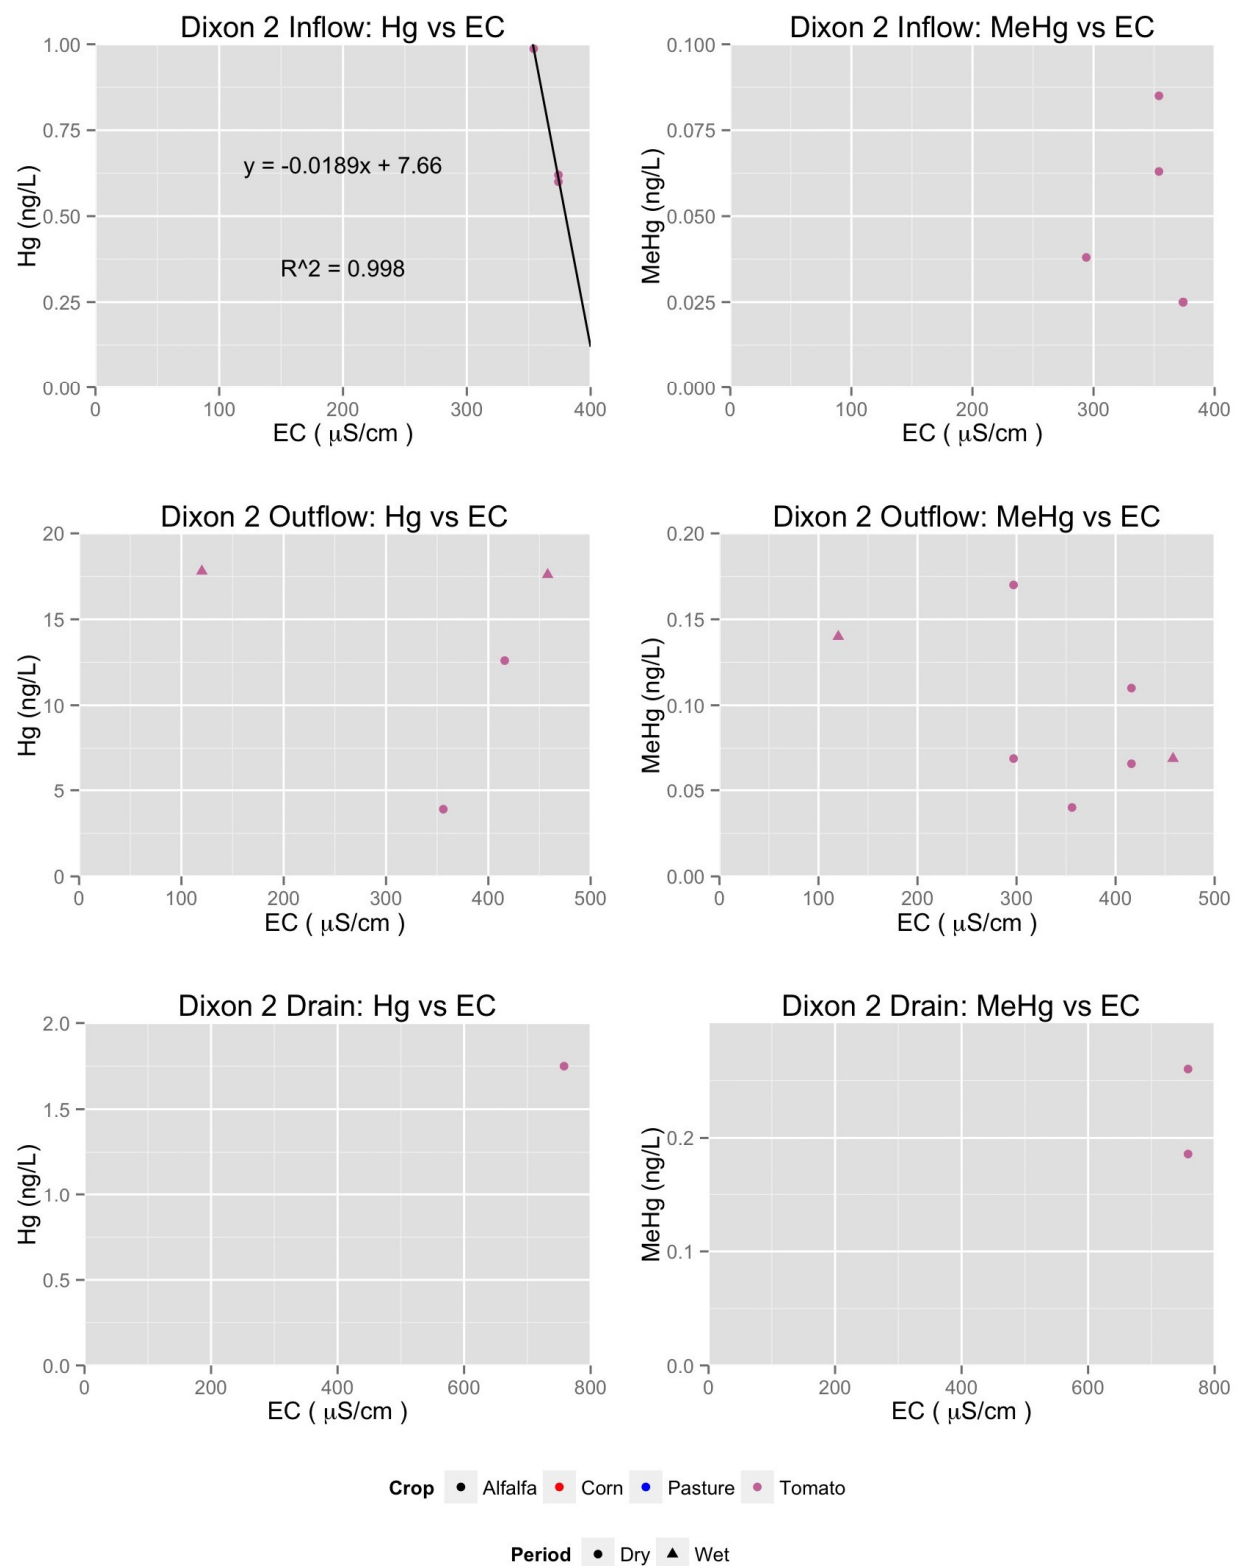 Dixon 2 Inflow: Hg vs EC
Hg (ng/L)
1.00
0.75
0.50
0.25
0.00
y = -0.0189x + 7.66
R^2 = 0.998
0 100 200 300 400
EC ( μS/cm )
Dixon 2 Inflow: MeHg vs EC
MeHg (ng/L)
0.100
0.075
0.050
0.025
0.000
0 100 200 300 400
EC ( μS/cm )
Dixon 2 Outflow: Hg vs EC
Hg (ng/L)
20
15
10
5
0
0 100 200 300 400 500
EC ( μS/cm )
Dixon 2 Outflow: MeHg vs EC
MeHg (ng/L)
0.20
0.15
0.10
0.05
0.00
0 100 200 300 400 500
EC ( μS/cm )
Dixon 2 Drain: Hg vs EC
Hg (ng/L)
2.0
1.5
1.0
0.5
0.0
0 200 400 600 800
EC ( μS/cm )
Dixon 2 Drain: MeHg vs EC
MeHg (ng/L)
0.2
0.1
0.0
0 200 400 600 800
EC ( μS/cm )
Crop Alfalfa Corn Pasture Tomato
Period Dry Wet